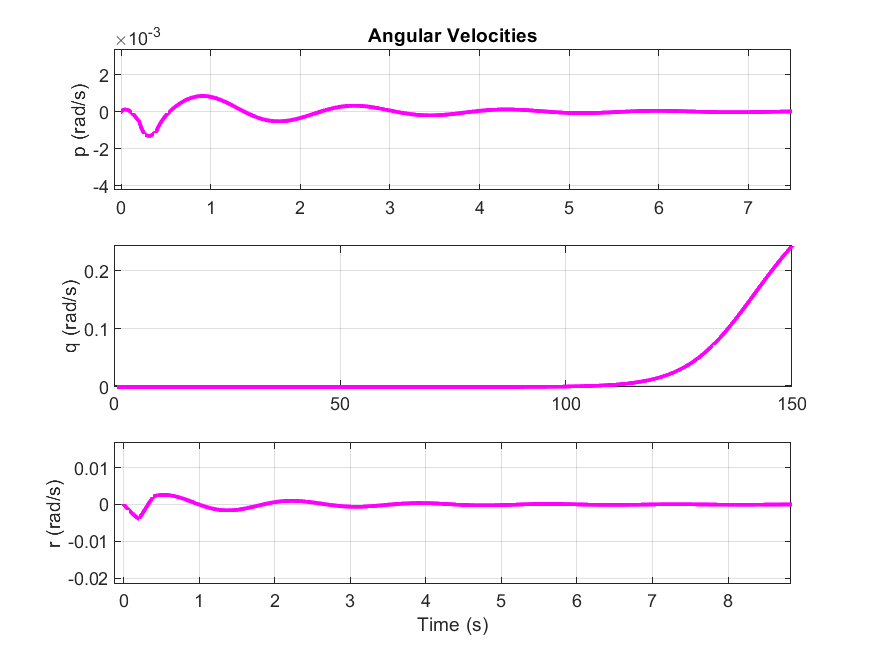 Angular Velocities
×10-3
p (rad/s)
2
0
-2
-4
0 1 2 3 4 5 6 7
q (rad/s)
0.2
0.1
0
0 50 100 150
r (rad/s)
0.01
0
-0.01
-0.02
0 1 2 3 4 5 6 7 8
Time (s)